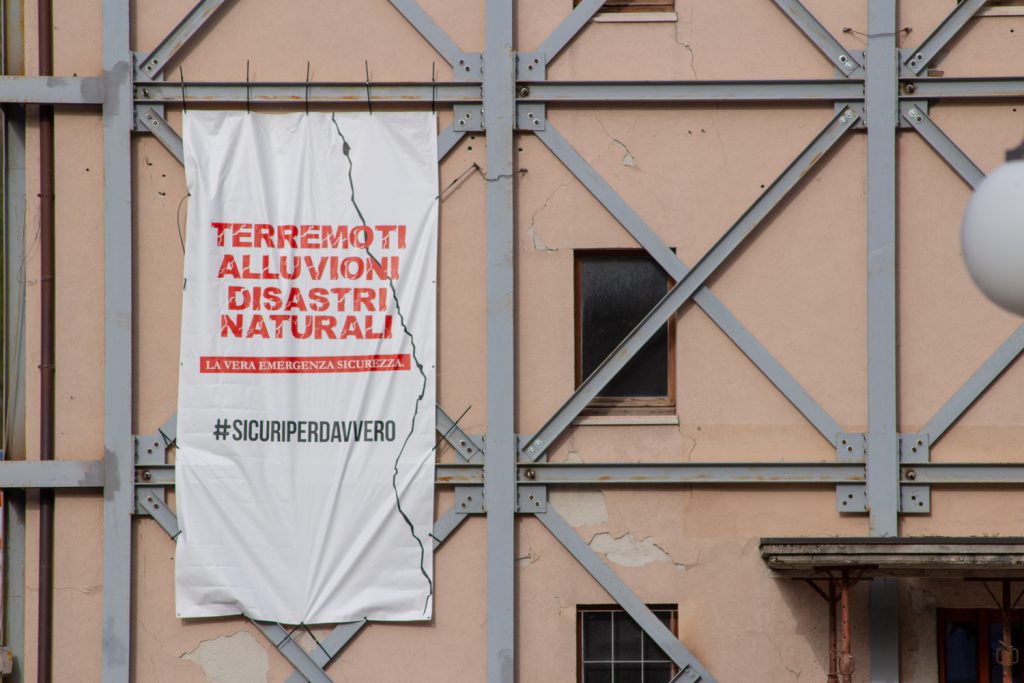 TERREMOTI
ALLUVIONI
DISASTRI
NATURALI
LA VERA EMERGENZA SICUREZZA.
#SICURIPERDAVVERO